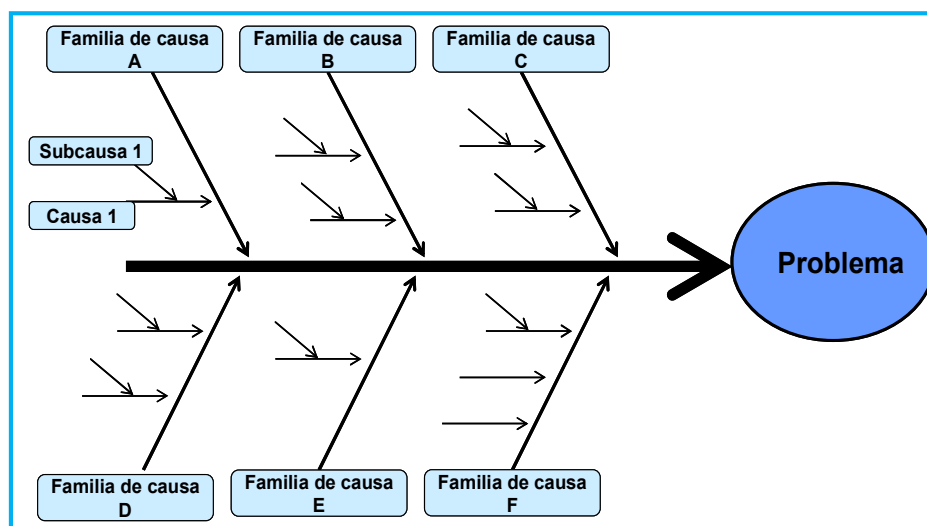 Familia de causa
A
Familia de causa
B
Familia de causa
C
Subcausa 1
Causa 1
Problema
Familia de causa
D
Familia de causa
E
Familia de causa
F